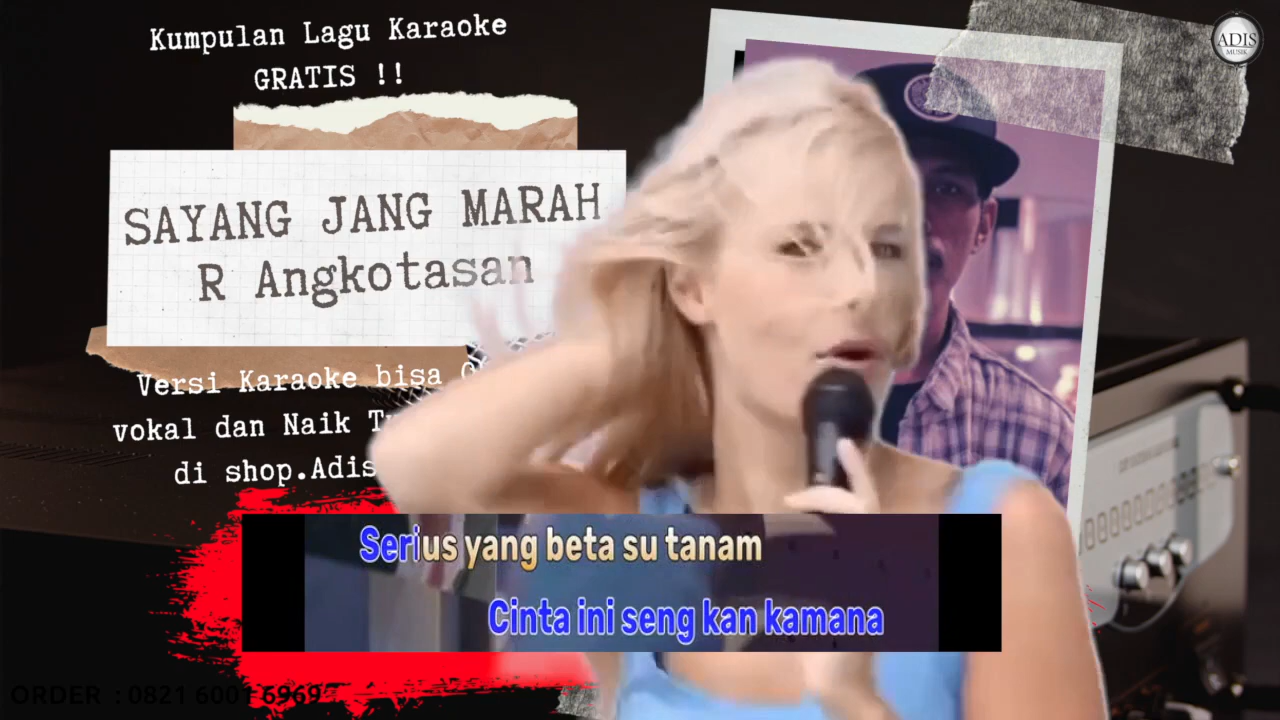 Kumpulan Lagu Karaoke
GRATIS !!
ADIS
MUSIK
SAYANG JANG MARAH
R Angkotasan
Versi Karaoke bisa
vokal dan Naik
di shop.Adis
Serius yang beta su tanam
Cinta ini seng kan kamana
ORDER : 0821 6001 6969